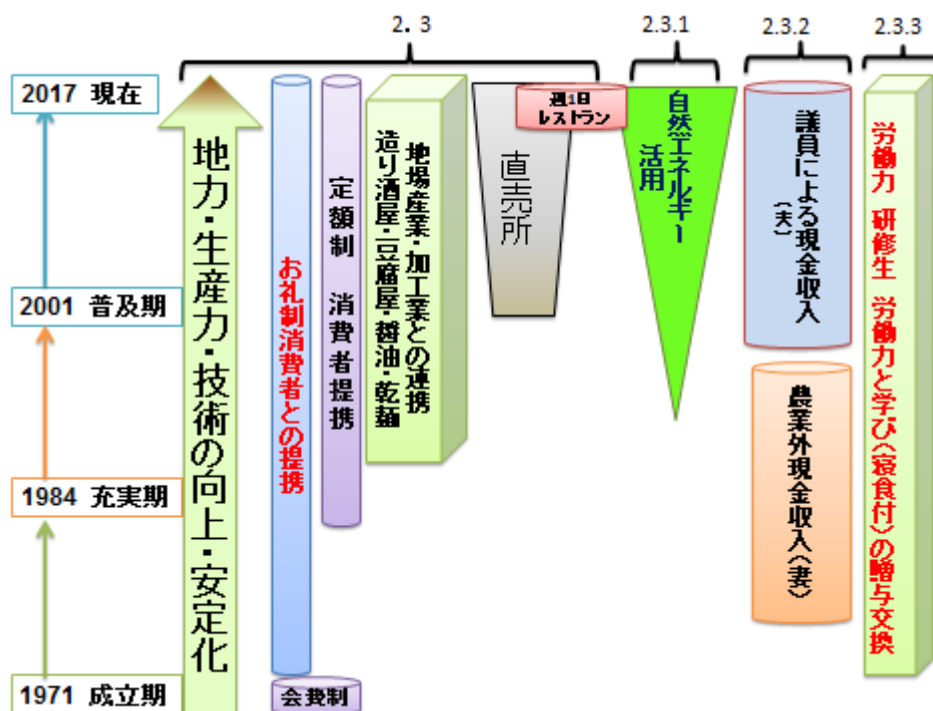 2. 3
2.3.1
2.3.2
2.3.3
2017 現在
2001 普及期
1984 充実期
1971 成立期
地力・生産力・技術の向上・安定化
お礼制消費者との提携
会費制
定額制 消費者提携
地場産業・加工業との連携
造り酒屋・豆腐屋・醤油・乾麺
直売所
週1日
レストラン
自然エネルギー
活用
議員による現金収入
(夫)
農業外現金収入(妻)
労働力 研修生 労働力と学び(寝食付)の贈与交換